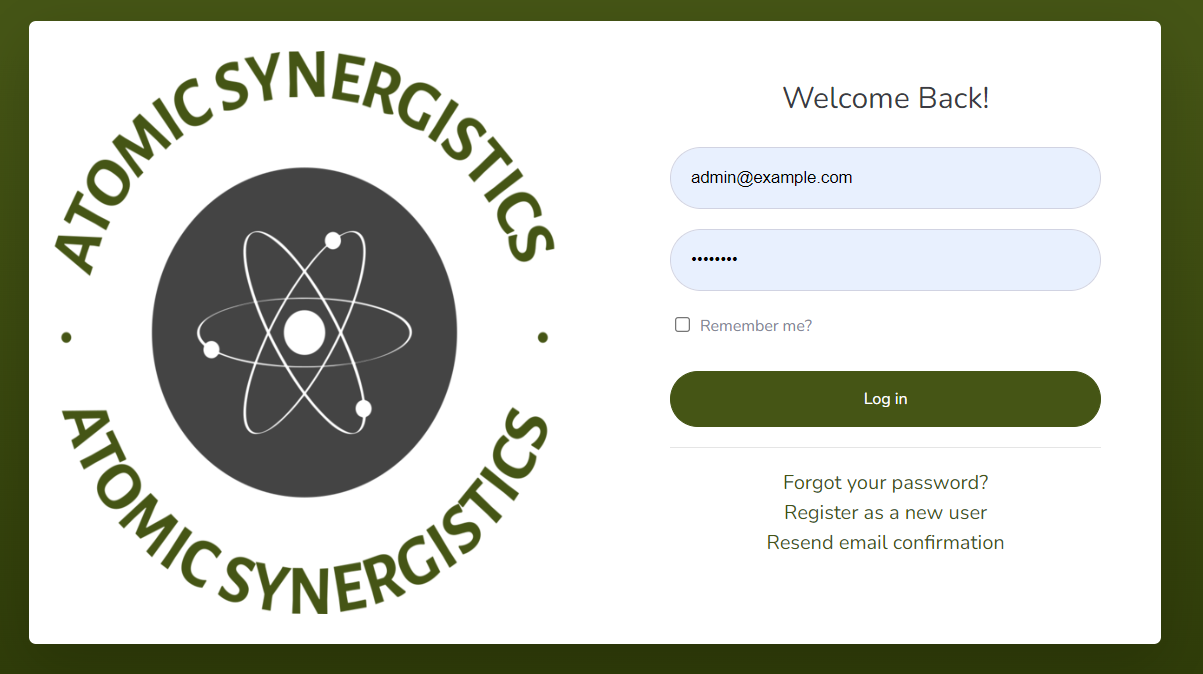 ATOMIC SYNERGISTICS
ATOMIC SYNERGISTICS
Welcome Back!
admin@example.com
••••••••
Remember me?
Log in
Forgot your password?
Register as a new user
Resend email confirmation